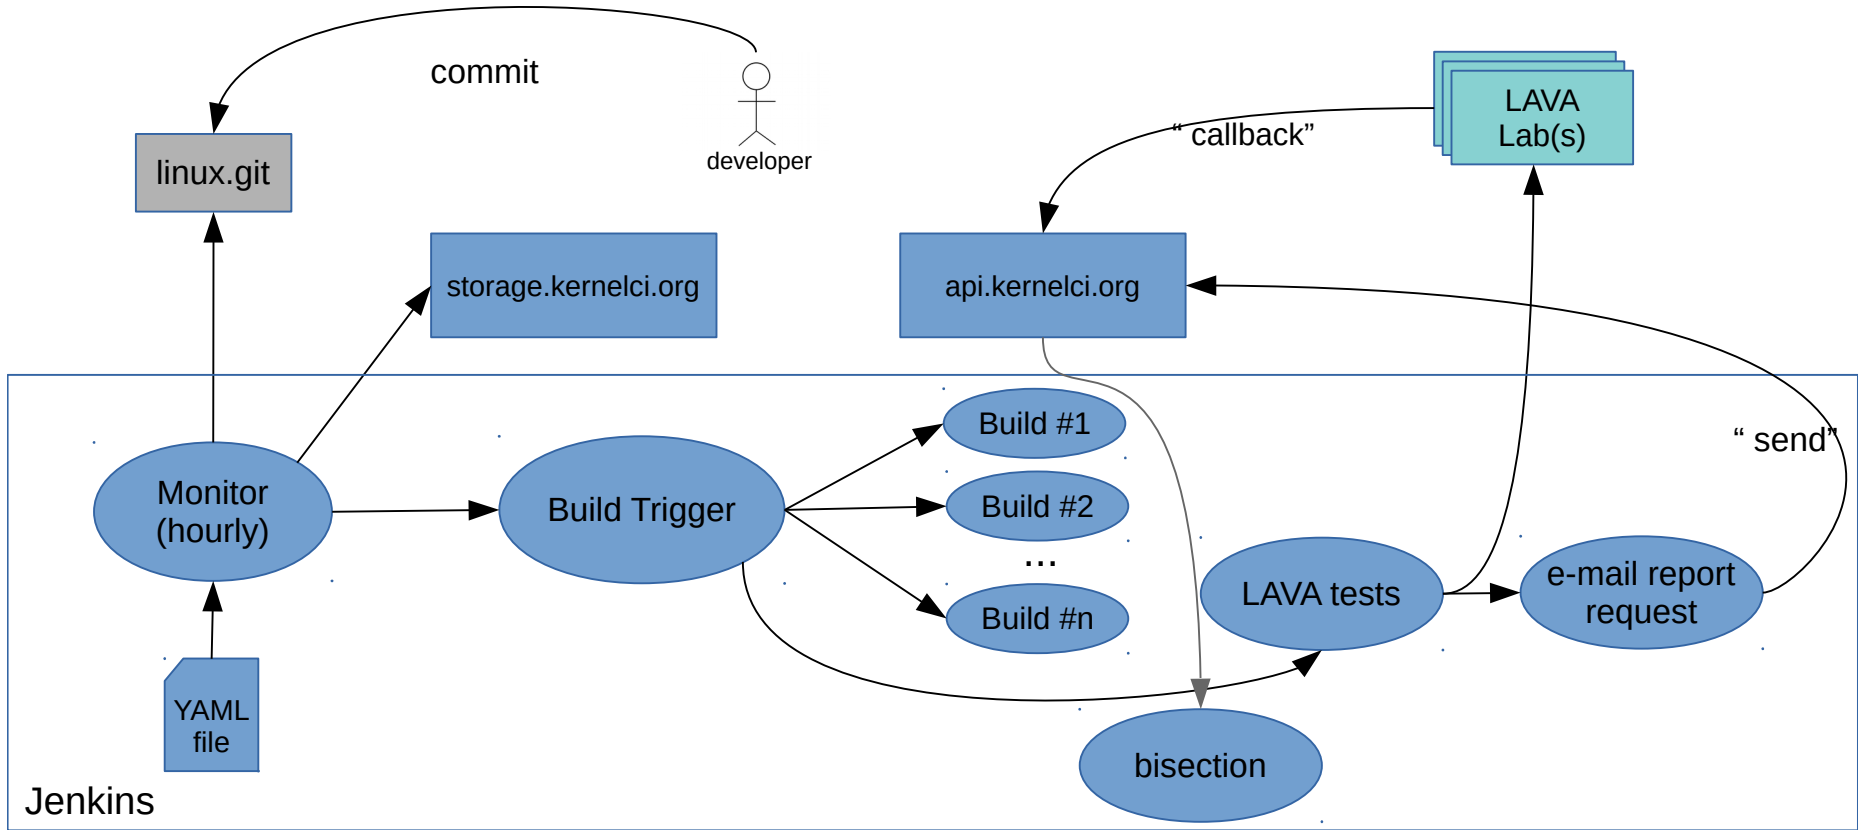 commit
developer
linux.git
LAVA
Lab(s)
“ callback”
storage.kernelci.org
api.kernelci.org
Build #1
“ send”
Monitor
(hourly)
Build Trigger
Build #2
...
Build #n
LAVA tests
e-mail report
request
YAML
file
bisection
Jenkins